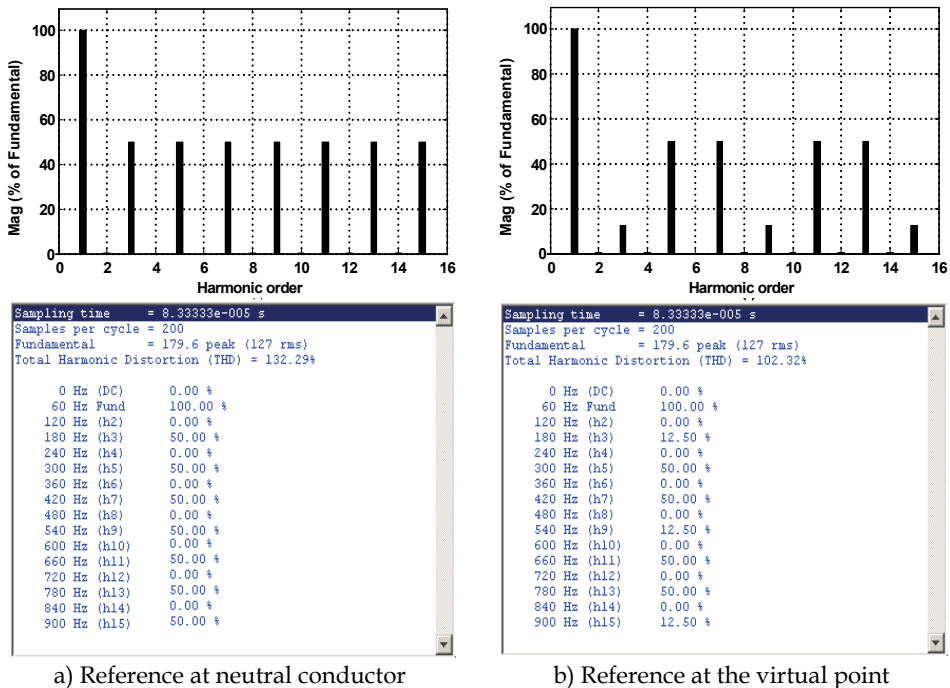 Mag (% of Fundamental)
100
80
60
40
20
0
0 2 4 6 8 10 12 14 16
Harmonic order
Sampling time = 8.33333e-005 s
Samples per cycle = 200
Fundamental = 179.6 peak (127 rms)
Total Harmonic Distortion (THD) = 132.29%
0 Hz (DC) 0.00 %
60 Hz Fund 100.00 %
120 Hz (h2) 0.00 %
180 Hz (h3) 50.00 %
240 Hz (h4) 0.00 %
300 Hz (h5) 50.00 %
360 Hz (h6) 0.00 %
420 Hz (h7) 50.00 %
480 Hz (h8) 0.00 %
540 Hz (h9) 50.00 %
600 Hz (h10) 0.00 %
660 Hz (h11) 50.00 %
720 Hz (h12) 0.00 %
780 Hz (h13) 50.00 %
840 Hz (h14) 0.00 %
900 Hz (h15) 50.00 %
a) Reference at neutral conductor
Mag (% of Fundamental)
100
80
60
40
20
0
0 2 4 6 8 10 12 14 16
Harmonic order
Sampling time = 8.33333e-005 s
Samples per cycle = 200
Fundamental = 179.6 peak (127 rms)
Total Harmonic Distortion (THD) = 102.32%
0 Hz (DC) 0.00 %
60 Hz Fund 100.00 %
120 Hz (h2) 0.00 %
180 Hz (h3) 12.50 %
240 Hz (h4) 0.00 %
300 Hz (h5) 50.00 %
360 Hz (h6) 0.00 %
420 Hz (h7) 50.00 %
480 Hz (h8) 0.00 %
540 Hz (h9) 12.50 %
600 Hz (h10) 0.00 %
660 Hz (h11) 50.00 %
720 Hz (h12) 0.00 %
780 Hz (h13) 50.00 %
840 Hz (h14) 0.00 %
900 Hz (h15) 12.50 %
b) Reference at the virtual point